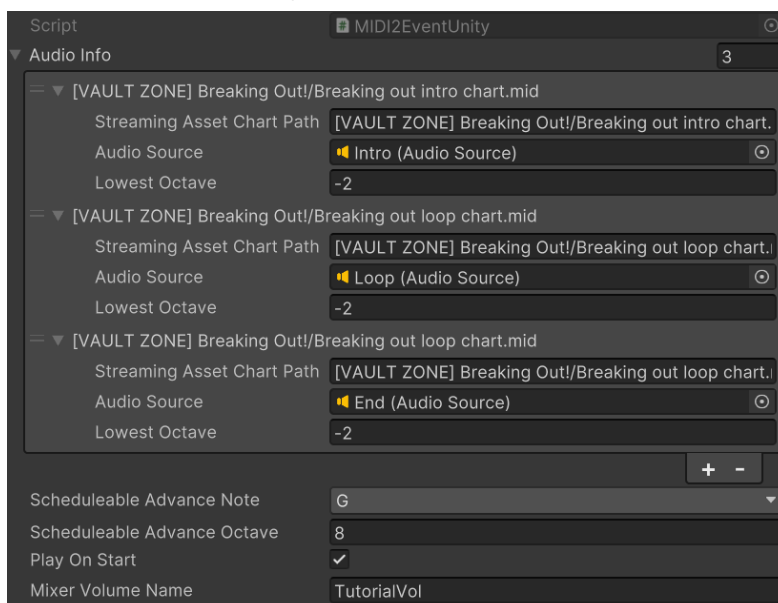 Script MIDI2EventUnity
Audio Info 3
[VAULT ZONE] Breaking Out!/Breaking out intro chart.mid
Streaming Asset Chart Path [VAULT ZONE] Breaking Out!/Breaking out intro chart.
Audio Source Intro (Audio Source)
Lowest Octave -2
[VAULT ZONE] Breaking Out!/Breaking out loop chart.mid
Streaming Asset Chart Path [VAULT ZONE] Breaking Out!/Breaking out loop chart.
Audio Source Loop (Audio Source)
Lowest Octave -2
[VAULT ZONE] Breaking Out!/Breaking out loop chart.mid
Streaming Asset Chart Path [VAULT ZONE] Breaking Out!/Breaking out loop chart.
Audio Source End (Audio Source)
Lowest Octave -2
+ -
Scheduleable Advance Note G
Scheduleable Advance Octave 8
Play On Start
Mixer Volume Name TutorialVol